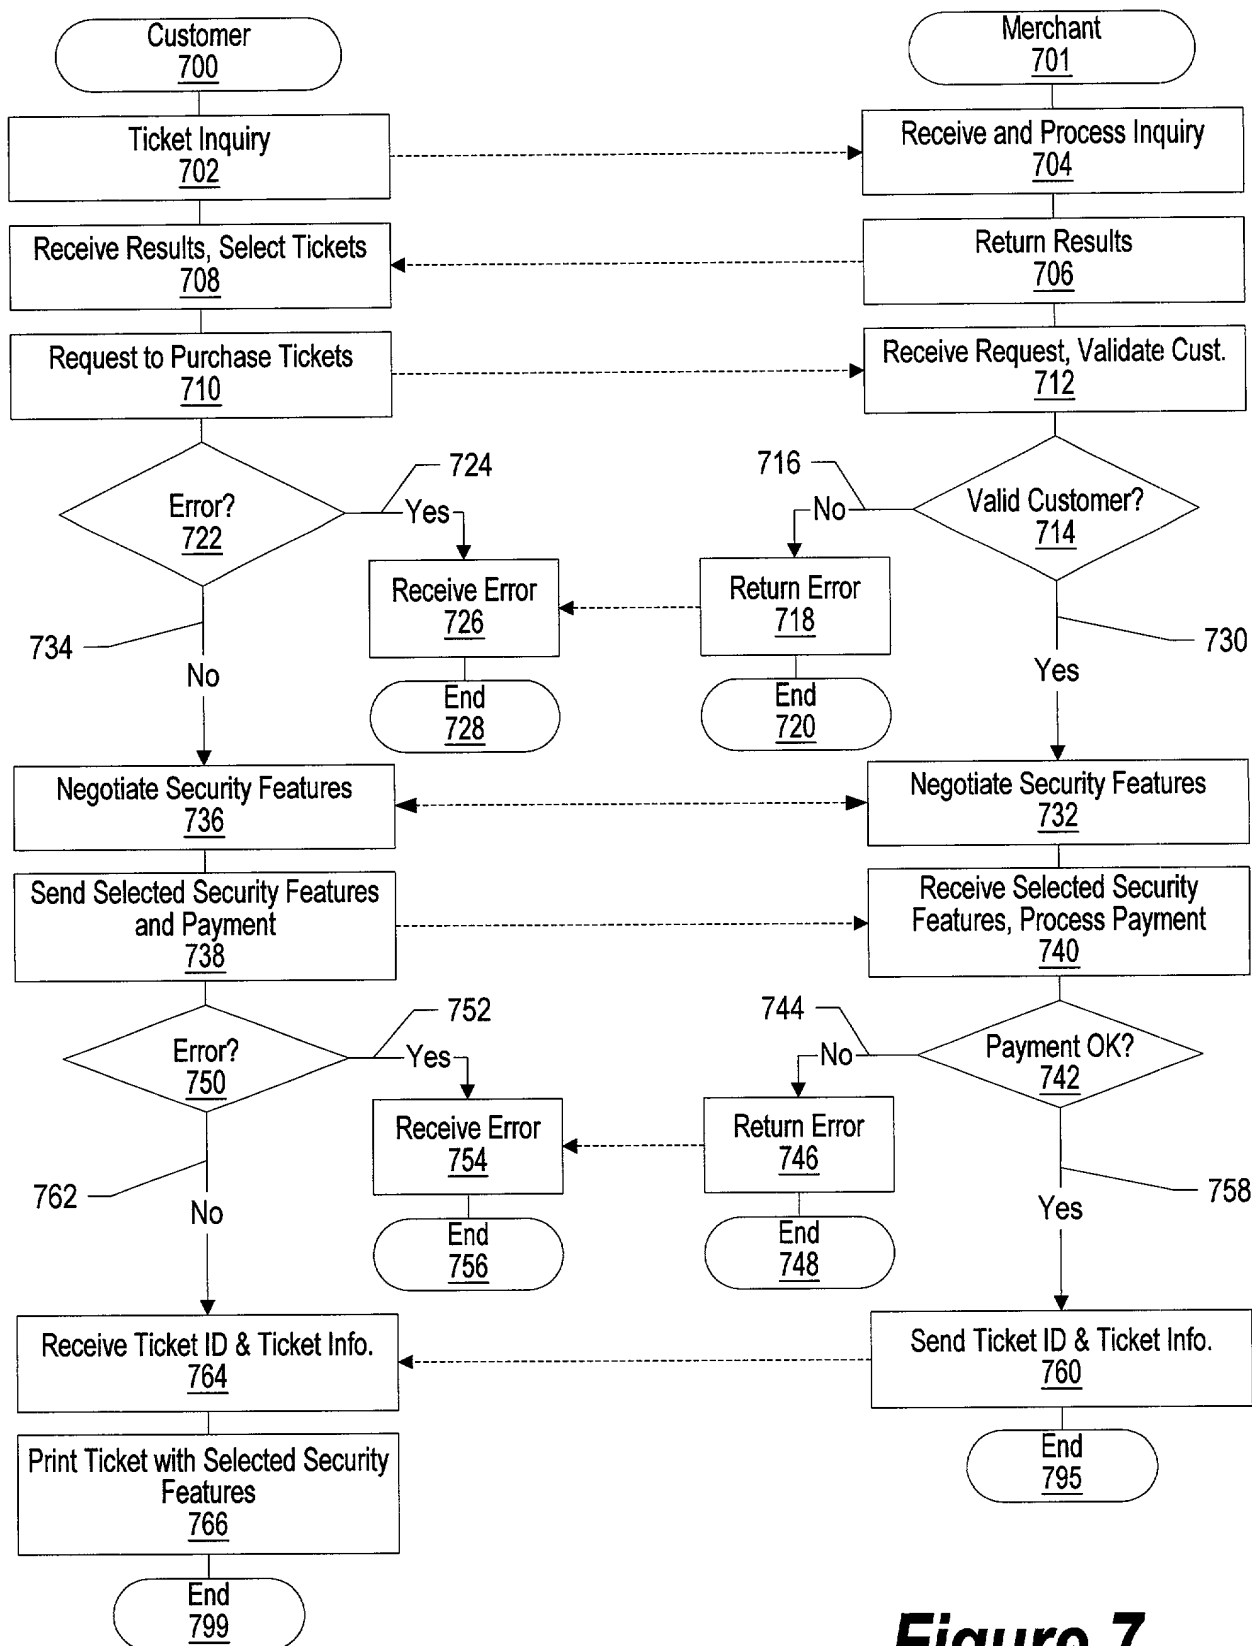 Customer
700
Merchant
701
Ticket Inquiry
702
Receive and Process Inquiry
704
Receive Results, Select Tickets
708
Return Results
706
Request to Purchase Tickets
710
Receive Request, Validate Cust.
712
Error?
722
724
Yes
716
No
Valid Customer?
714
Receive Error
726
Return Error
718
734
No
730
Yes
End
728
End
720
Negotiate Security Features
736
Negotiate Security Features
732
Send Selected Security Features
and Payment
738
Receive Selected Security
Features, Process Payment
740
Error?
750
752
Yes
744
No
Payment OK?
742
Receive Error
754
Return Error
746
762
No
758
Yes
End
756
End
748
Receive Ticket ID & Ticket Info.
764
Send Ticket ID & Ticket Info.
760
Print Ticket with Selected Security
Features
766
End
795
End
799
Figure 7